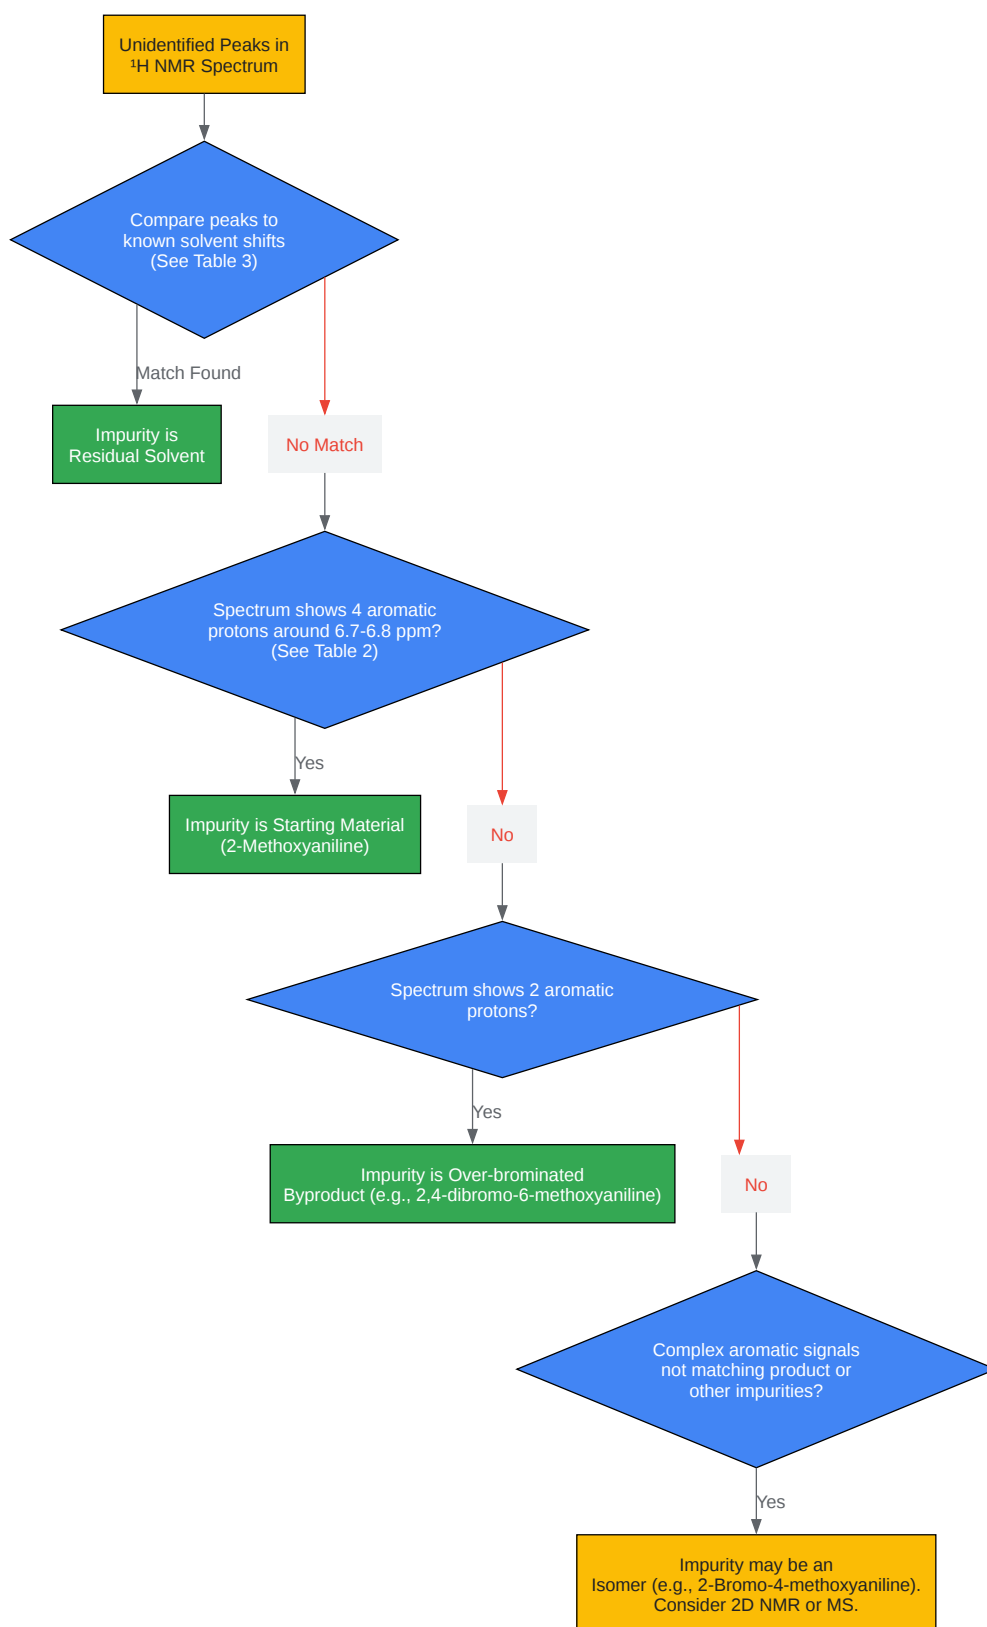 Unidentified Peaks in
¹H NMR Spectrum
Compare peaks to
known solvent shifts
(See Table 3)
Match Found
Impurity is
Residual Solvent
No Match
Spectrum shows 4 aromatic
protons around 6.7-6.8 ppm?
(See Table 2)
Yes
Impurity is Starting Material
(2-Methoxyaniline)
No
Spectrum shows 2 aromatic
protons?
Yes
Impurity is Over-brominated
Byproduct (e.g., 2,4-dibromo-6-methoxyaniline)
No
Complex aromatic signals
not matching product or
other impurities?
Yes
Impurity may be an
Isomer (e.g., 2-Bromo-4-methoxyaniline).
Consider 2D NMR or MS.